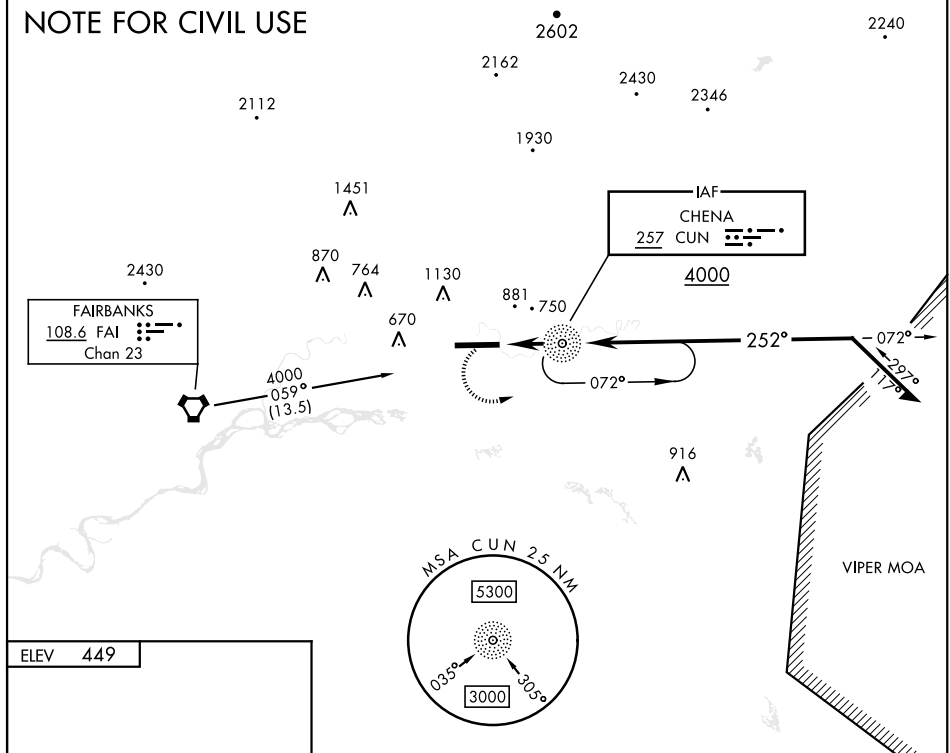 NOTE FOR CIVIL USE
2602
2240
2162
2430
2346
2112
1930
1451
IAF
CHENA
257 CUN
4000
870
764
1130
2430
881
750
670
FAIRBANKS
108.6 FAI
Chan 23
4000
059°
(13.5)
252°
072°
072°
297°
117°
916
VIPER MOA
MSA CUN 25 NM
5300
035°
305°
3000
ELEV 449